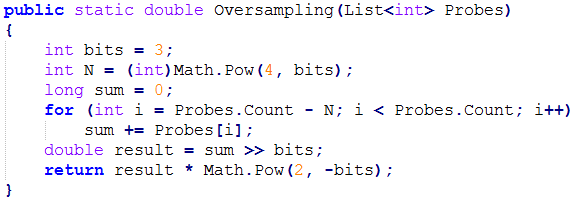 public static double Oversampling(List<int> Probes)
{
int bits = 3;
int N = (int)Math.Pow(4, bits);
long sum = 0;
for (int i = Probes.Count - N; i < Probes.Count; i++)
sum += Probes[i];
double result = sum >> bits;
return result * Math.Pow(2, -bits);
}